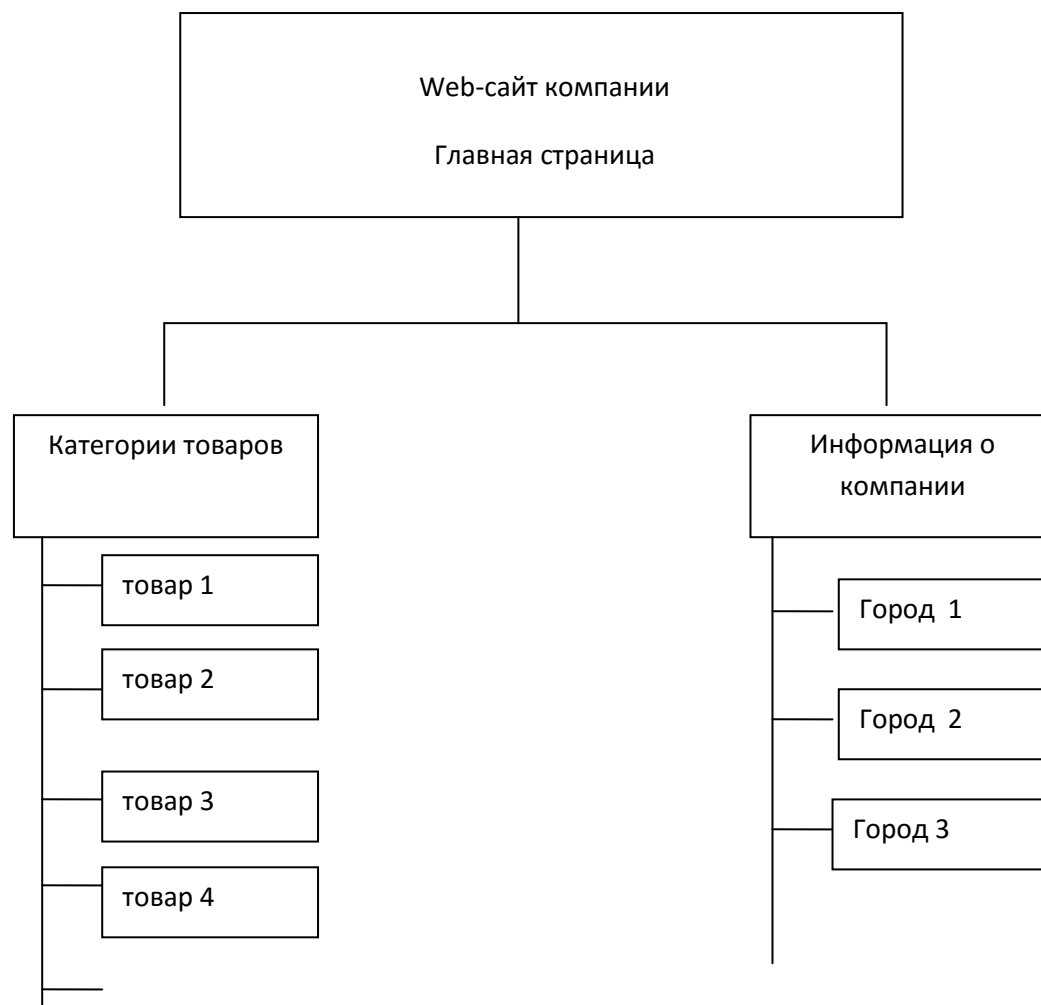 Web-сайт компании
Главная страница
Категории товаров
товар 1
товар 2
товар 3
товар 4
Информация о
компании
Город 1
Город 2
Город 3